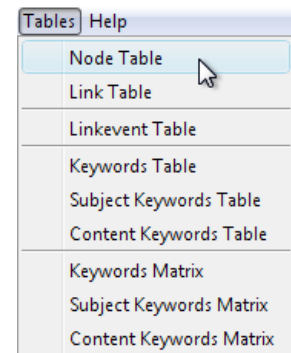 Tables Help
Node Table
Link Table
Linkevent Table
Keywords Table
Subject Keywords Table
Content Keywords Table
Keywords Matrix
Subject Keywords Matrix
Content Keywords Matrix